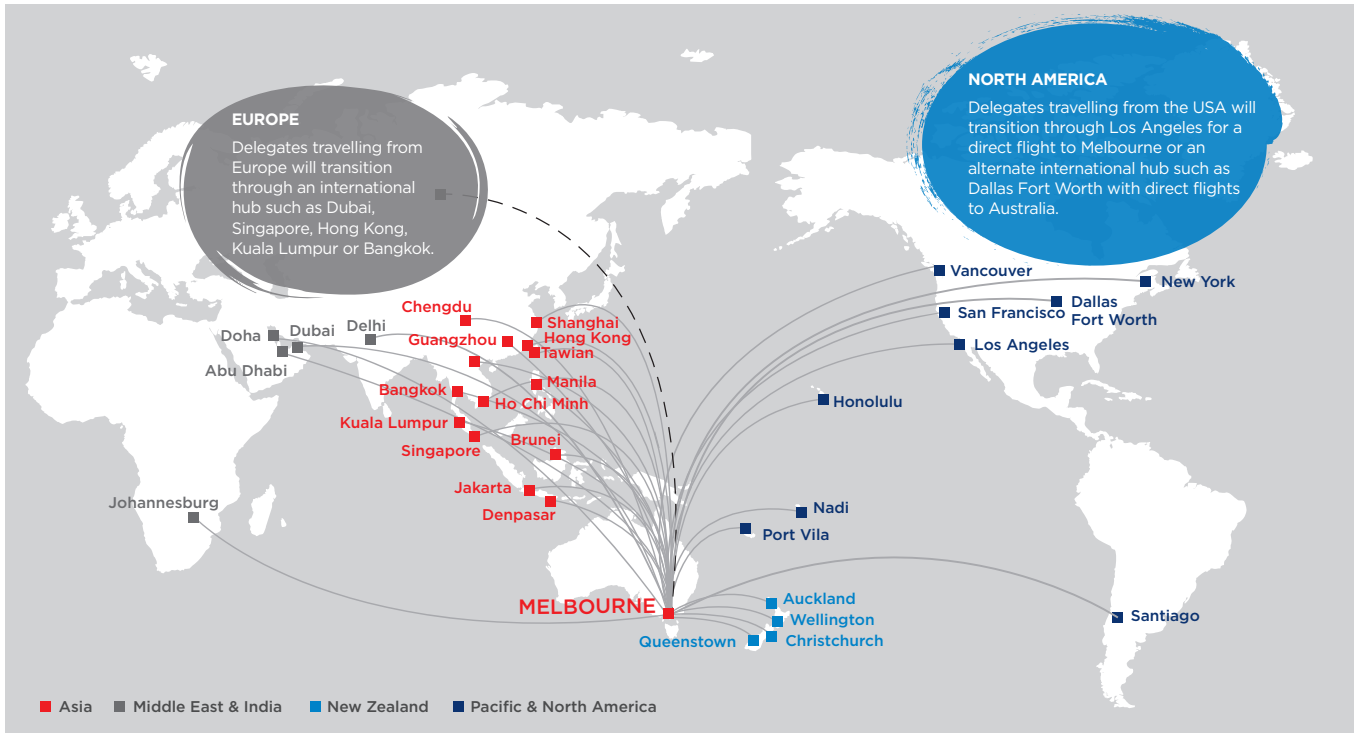 EUROPE
Delegates travelling from
Europe will transition
through an international
hub such as Dubai,
Singapore, Hong Kong,
Kuala Lumpur or Bangkok.
NORTH AMERICA
Delegates travelling from the USA will
transition through Los Angeles for a
direct flight to Melbourne or an
alternate international hub such as
Dallas Fort Worth with direct flights
to Australia.
Vancouver
New York
Dallas
Fort Worth
San Francisco
Los Angeles
Honolulu
Chengdu
Shanghai
Hong Kong
Tawian
Guangzhou
Doha
Dubai
Delhi
Abu Dhabi
Bangkok
Manila
Ho Chi Minh
Kuala Lumpur
Singapore
Brunei
Jakarta
Denpasar
Johannesburg
Nadi
Port Vila
MELBOURNE
Auckland
Wellington
Queenstown
Christchurch
Santiago
Asia
Middle East & India
New Zealand
Pacific & North America